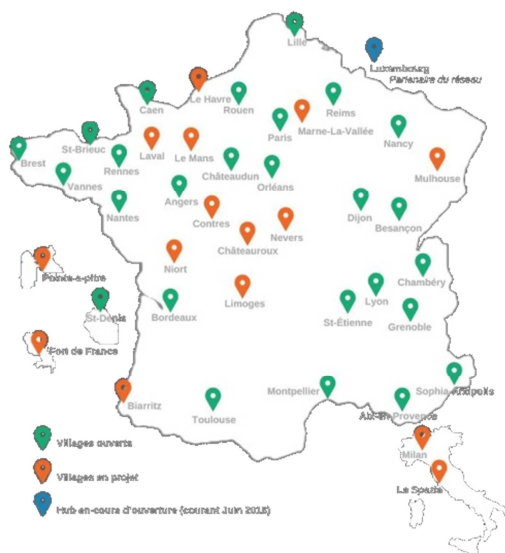 Lille
Luxembourg
Partenaire du réseau
Le Havre
Caen
Rouen
Reims
Paris
Marne-La-Vallée
Nancy
St-Brieuc
Laval
Le Mans
Brest
Rennes
Châteaudun
Orléans
Mulhouse
Vannes
Angers
Nantes
Contres
Nevers
Dijon
Besançon
Châteauroux
Niort
Chambéry
Pointe-a-pitre
Limoges
Lyon
St-Denis
Bordeaux
St-Étienne
Grenoble
Fort de France
Biarritz
Montpellier
Sophia Antipolis
Toulouse
Aix-en-Provence
Villages ouverts
Milan
Villages en projet
La Spezia
Hub en-cours d'ouverture (courant Juin 2018)